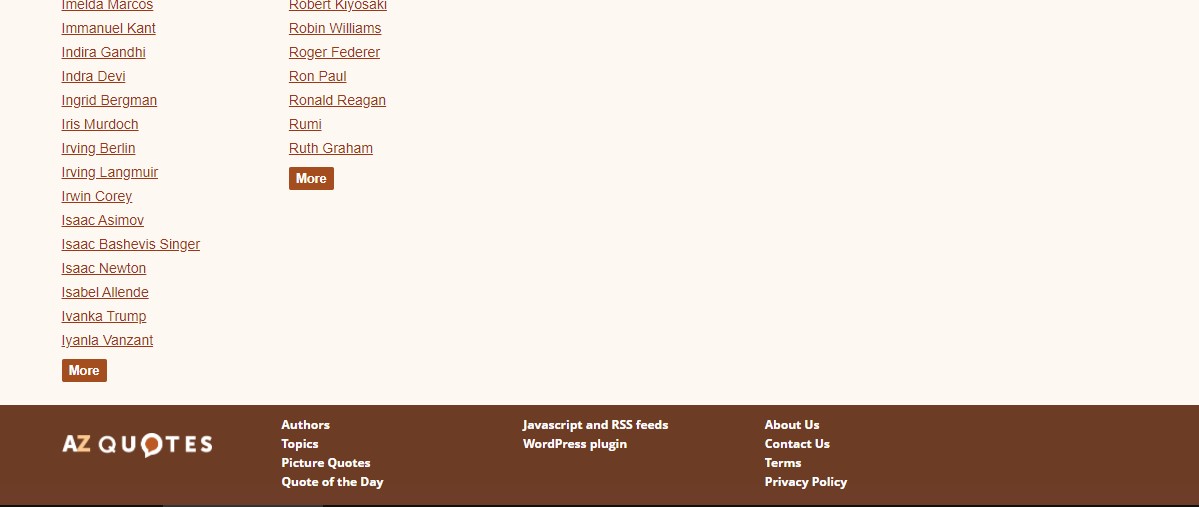 Imelda Marcos
Immanuel Kant
Indira Gandhi
Indra Devi
Ingrid Bergman
Iris Murdoch
Irving Berlin
Irving Langmuir
Irwin Corey
Isaac Asimov
Isaac Bashevis Singer
Isaac Newton
Isabel Allende
Ivanka Trump
Iyanla Vanzant
More
Robert Kiyosaki
Robin Williams
Roger Federer
Ron Paul
Ronald Reagan
Rumi
Ruth Graham
More
AZ QUOTES
Authors
Topics
Picture Quotes
Quote of the Day
Javascript and RSS feeds
WordPress plugin
About Us
Contact Us
Terms
Privacy Policy